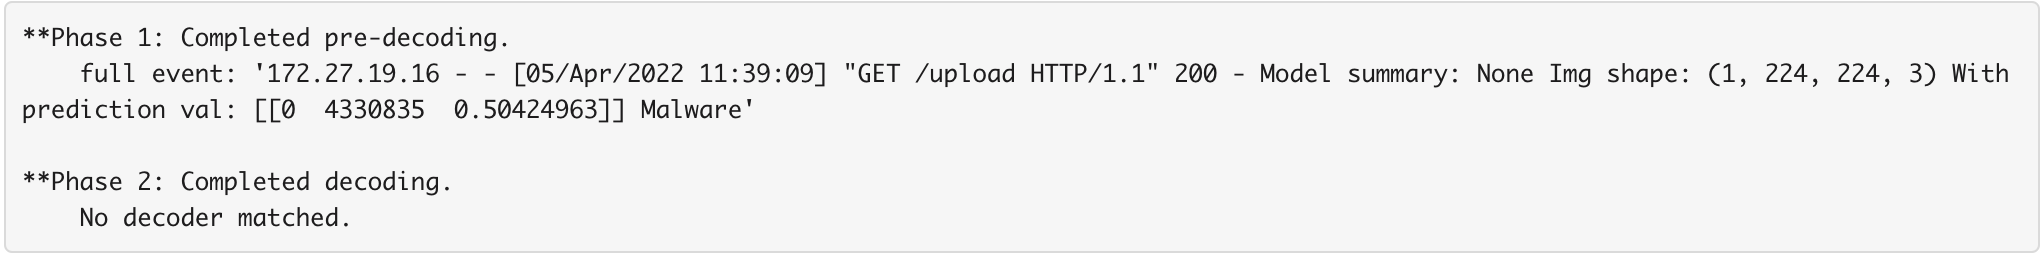 **Phase 1: Completed pre-decoding.
    full event: '172.27.19.16 - - [05/Apr/2022 11:39:09] "GET /upload HTTP/1.1" 200 - Model summary: None Img shape: (1, 224, 224, 3) With
prediction val: [[0  4330835  0.50424963]] Malware'

**Phase 2: Completed decoding.
    No decoder matched.